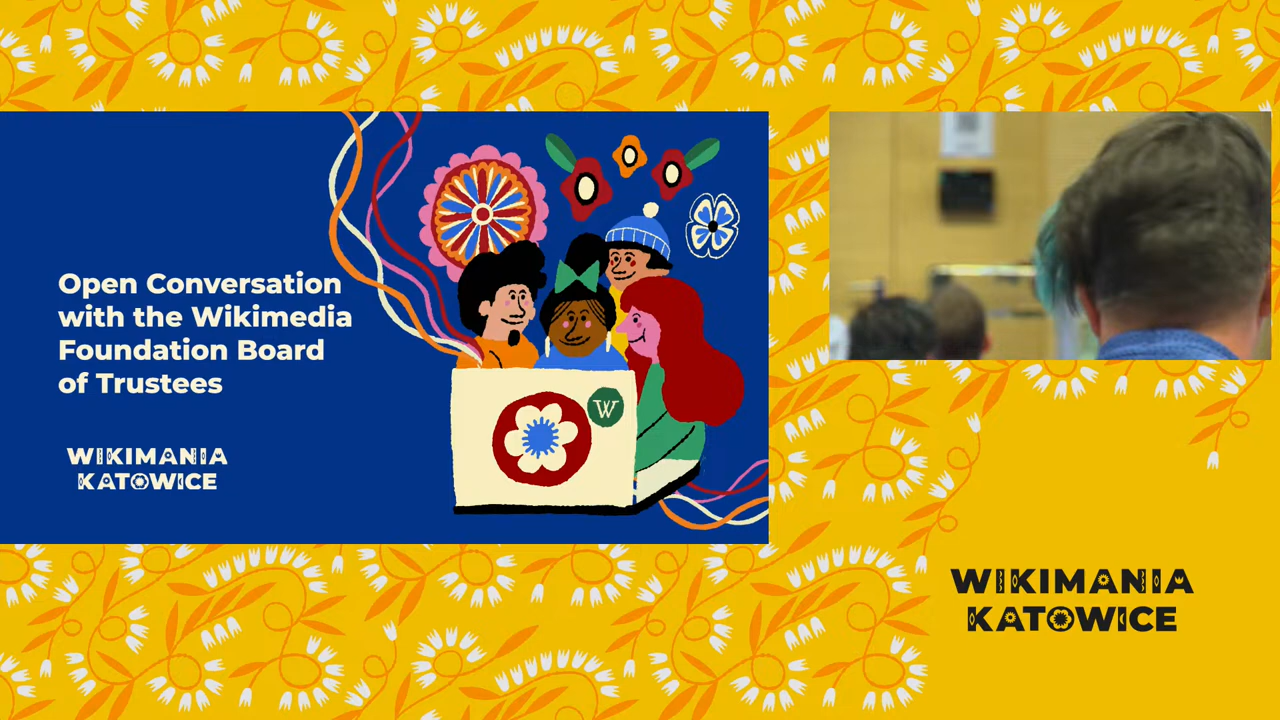 Open Conversation
with the Wikimedia
Foundation Board
of Trustees
WIKIMANIA
KATOWICE
W
WIKIMANIA
KATOWICE